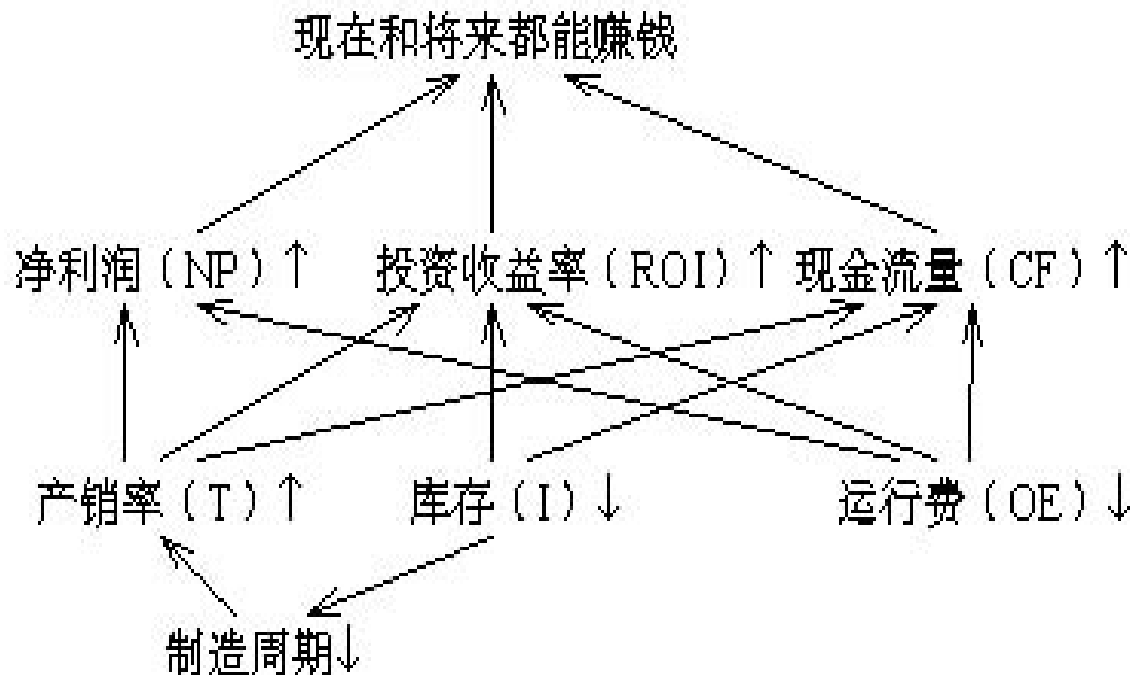 现在和将来都能赚钱
净利润（NP）↑ 投资收益率（ROI）↑ 现金流量（CF）↑
产销率（T）↑ 库存（I）↓ 运行费（OE）↓
制造周期↓